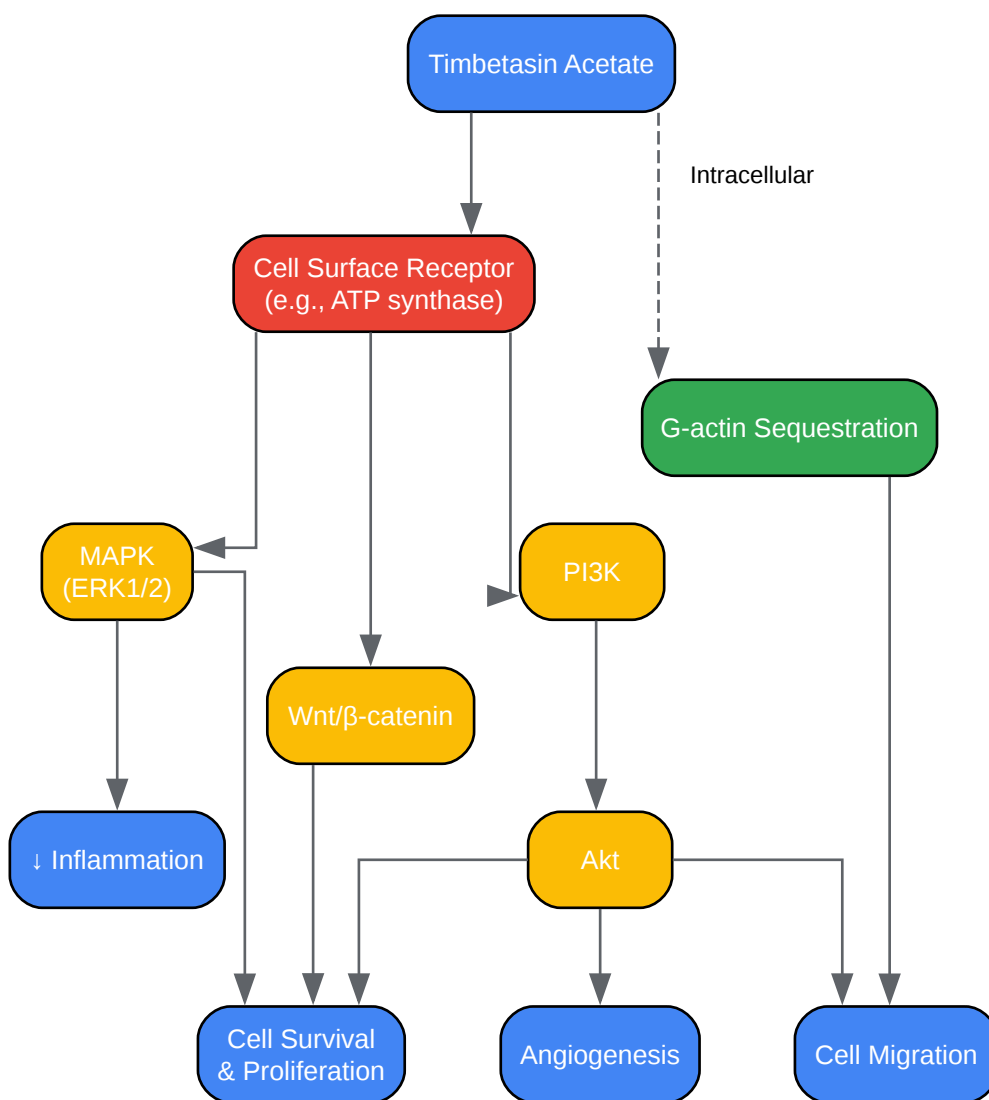 Timbetasin Acetate
Intracellular
Cell Surface Receptor
(e.g., ATP synthase)
G-actin Sequestration
MAPK
(ERK1/2)
PI3K
Wnt/β-catenin
↓ Inflammation
Akt
Cell Survival
& Proliferation
Angiogenesis
Cell Migration